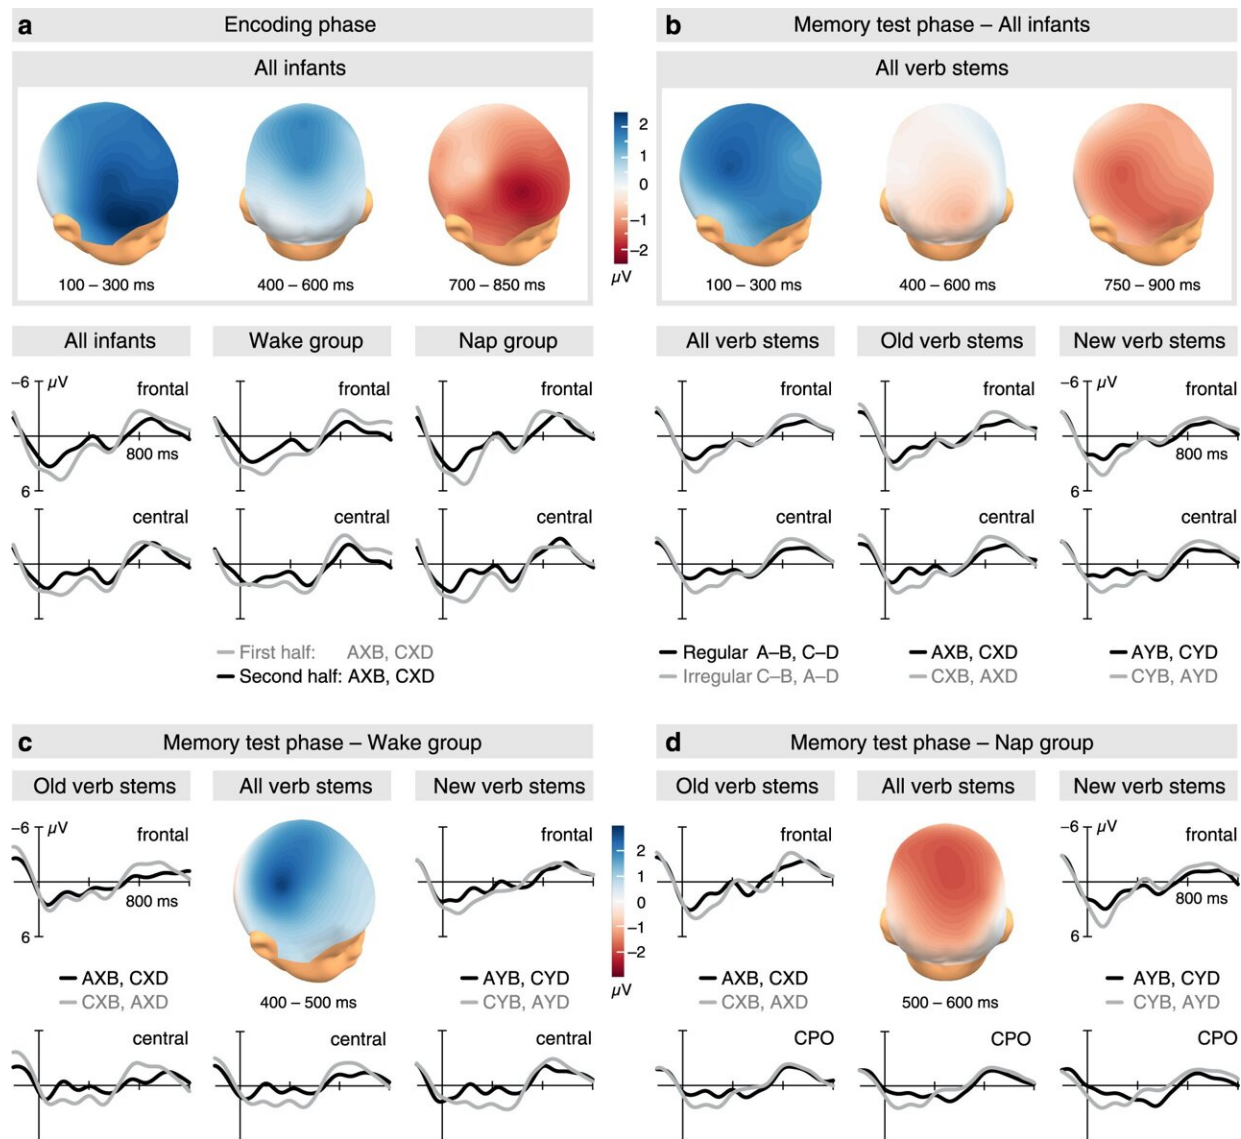 a Encoding phase
All infants
100 – 300 ms 400 – 600 ms 700 – 850 ms
2
1
0
−1
−2
µV
b Memory test phase – All infants
All verb stems
100 – 300 ms 400 – 600 ms 750 – 900 ms
All infants Wake group Nap group
−6 µV frontal frontal frontal
800 ms
6
central central central
First half: AXB, CXD
Second half: AXB, CXD
All verb stems Old verb stems New verb stems
frontal frontal −6 µV frontal
800 ms
6
central central central
Regular A–B, C–D AXB, CXD AYB, CYD
Irregular C–B, A–D CXB, AXD CYB, AYD
c Memory test phase – Wake group
Old verb stems All verb stems New verb stems
−6 µV frontal frontal
800 ms
6
AXB, CXD AYB, CYD
CXB, AXD 400 – 500 ms CYB, AYD
central central central
2
1
0
−1
−2
µV
d Memory test phase – Nap group
Old verb stems All verb stems New verb stems
frontal −6 µV frontal
800 ms
6
AXB, CXD AYB, CYD
CXB, AXD 500 – 600 ms CYB, AYD
CPO CPO CPO